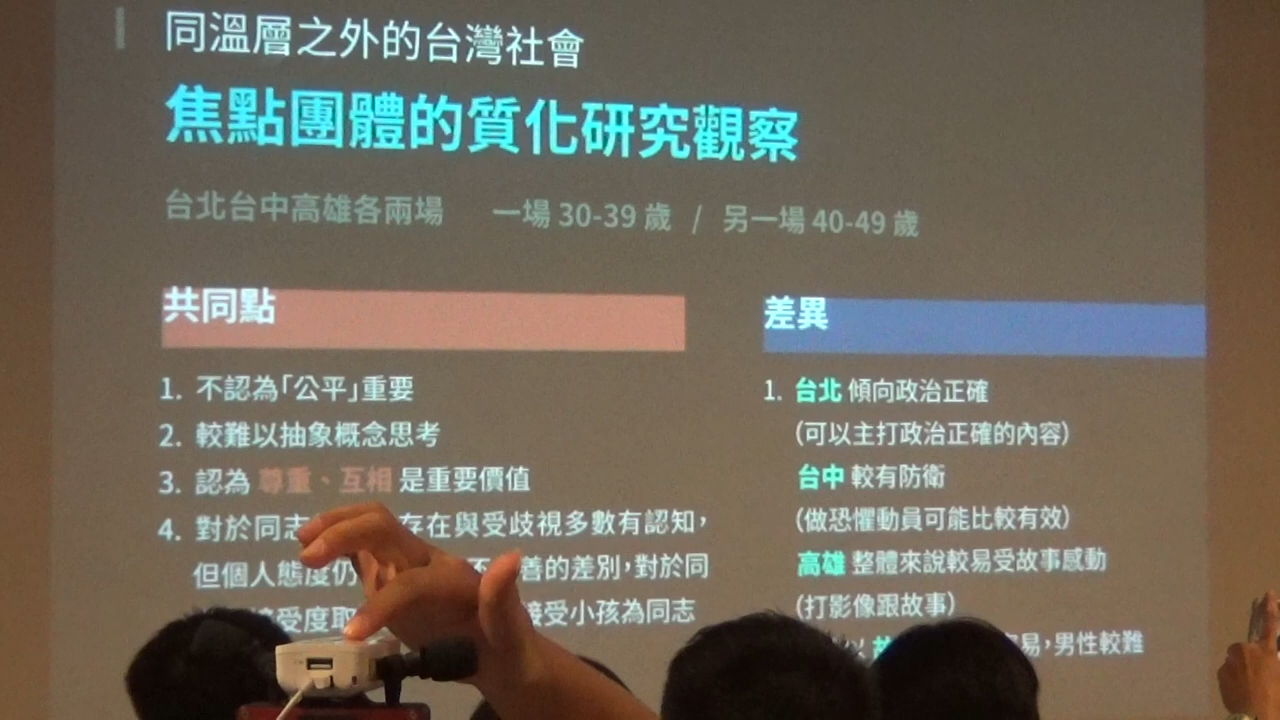 同溫層之外的台灣社會
焦點團體的質化研究觀察
台北台中高雄各兩場 一場 30-39 歲 / 另一場 40-49 歲
共同點
1. 不認為「公平」重要
2. 較難以抽象概念思考
3. 認為 尊重、互相 是重要價值
4. 對於同志 存在與受歧視多數有認知，
但個人態度仍 善的差別，對於同
接受度取 接受小孩為同志
差異
1. 台北 傾向政治正確
(可以主打政治正確的內容)
台中 較有防衛
(做恐懼動員可能比較有效)
高雄 整體來說較易受故事感動
(打影像跟故事)
易，男性較難